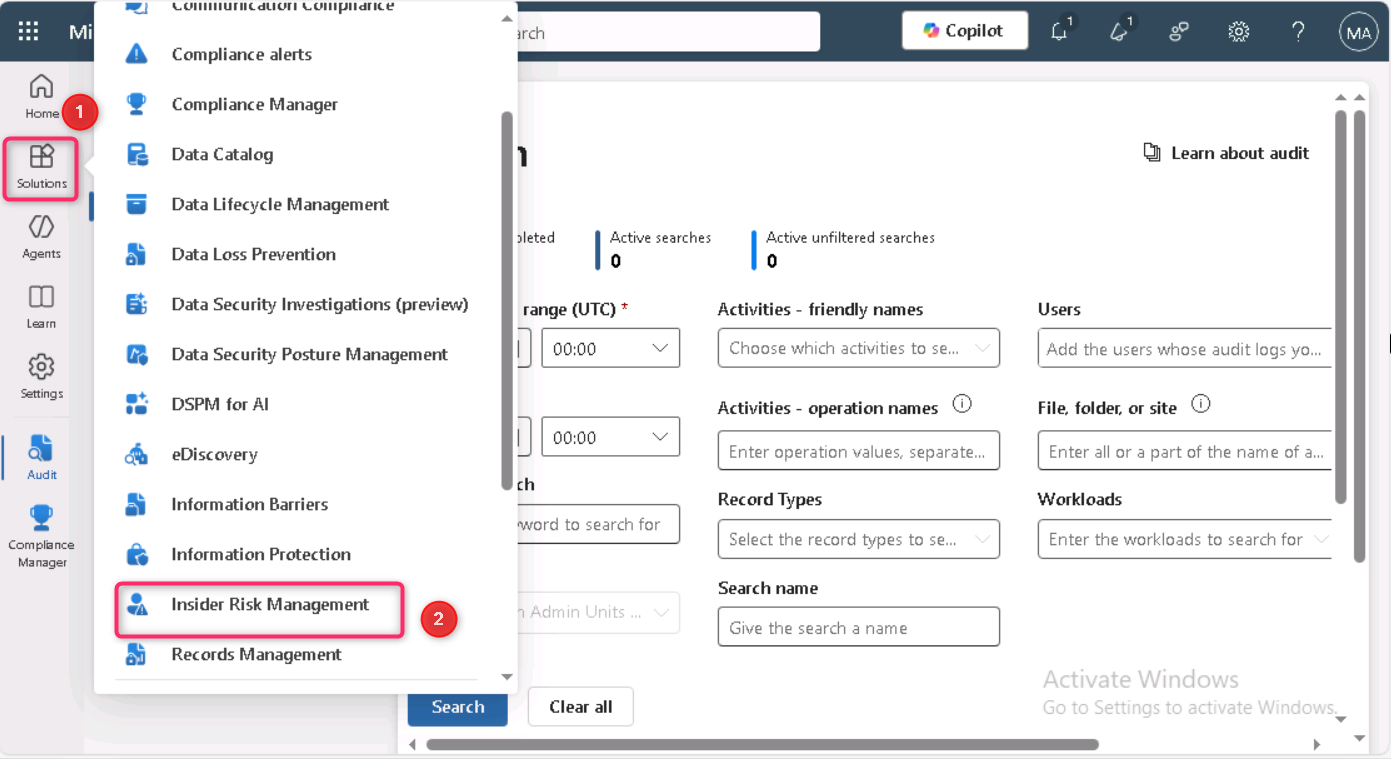 Mi
arch
Copilot
1
1
MA
Home
1
Solutions
Agents
Learn
Settings
Audit
Compliance
Manager
Communication Compliance
Compliance alerts
Compliance Manager
Data Catalog
Data Lifecycle Management
Data Loss Prevention
Data Security Investigations (preview)
Data Security Posture Management
DSPM for AI
eDiscovery
Information Barriers
Information Protection
Insider Risk Management
2
Records Management
h
Learn about audit
pleted
Active searches
0
Active unfiltered searches
0
range (UTC) *
00:00
00:00
ch
word to search for
n Admin Units ...
Activities - friendly names
Choose which activities to se...
Activities - operation names
Enter operation values, separate...
Record Types
Select the record types to se...
Search name
Give the search a name
Users
Add the users whose audit logs yo...
File, folder, or site
Enter all or a part of the name of a...
Workloads
Enter the workloads to search for
Search
Clear all
Activate Windows
Go to Settings to activate Windows.